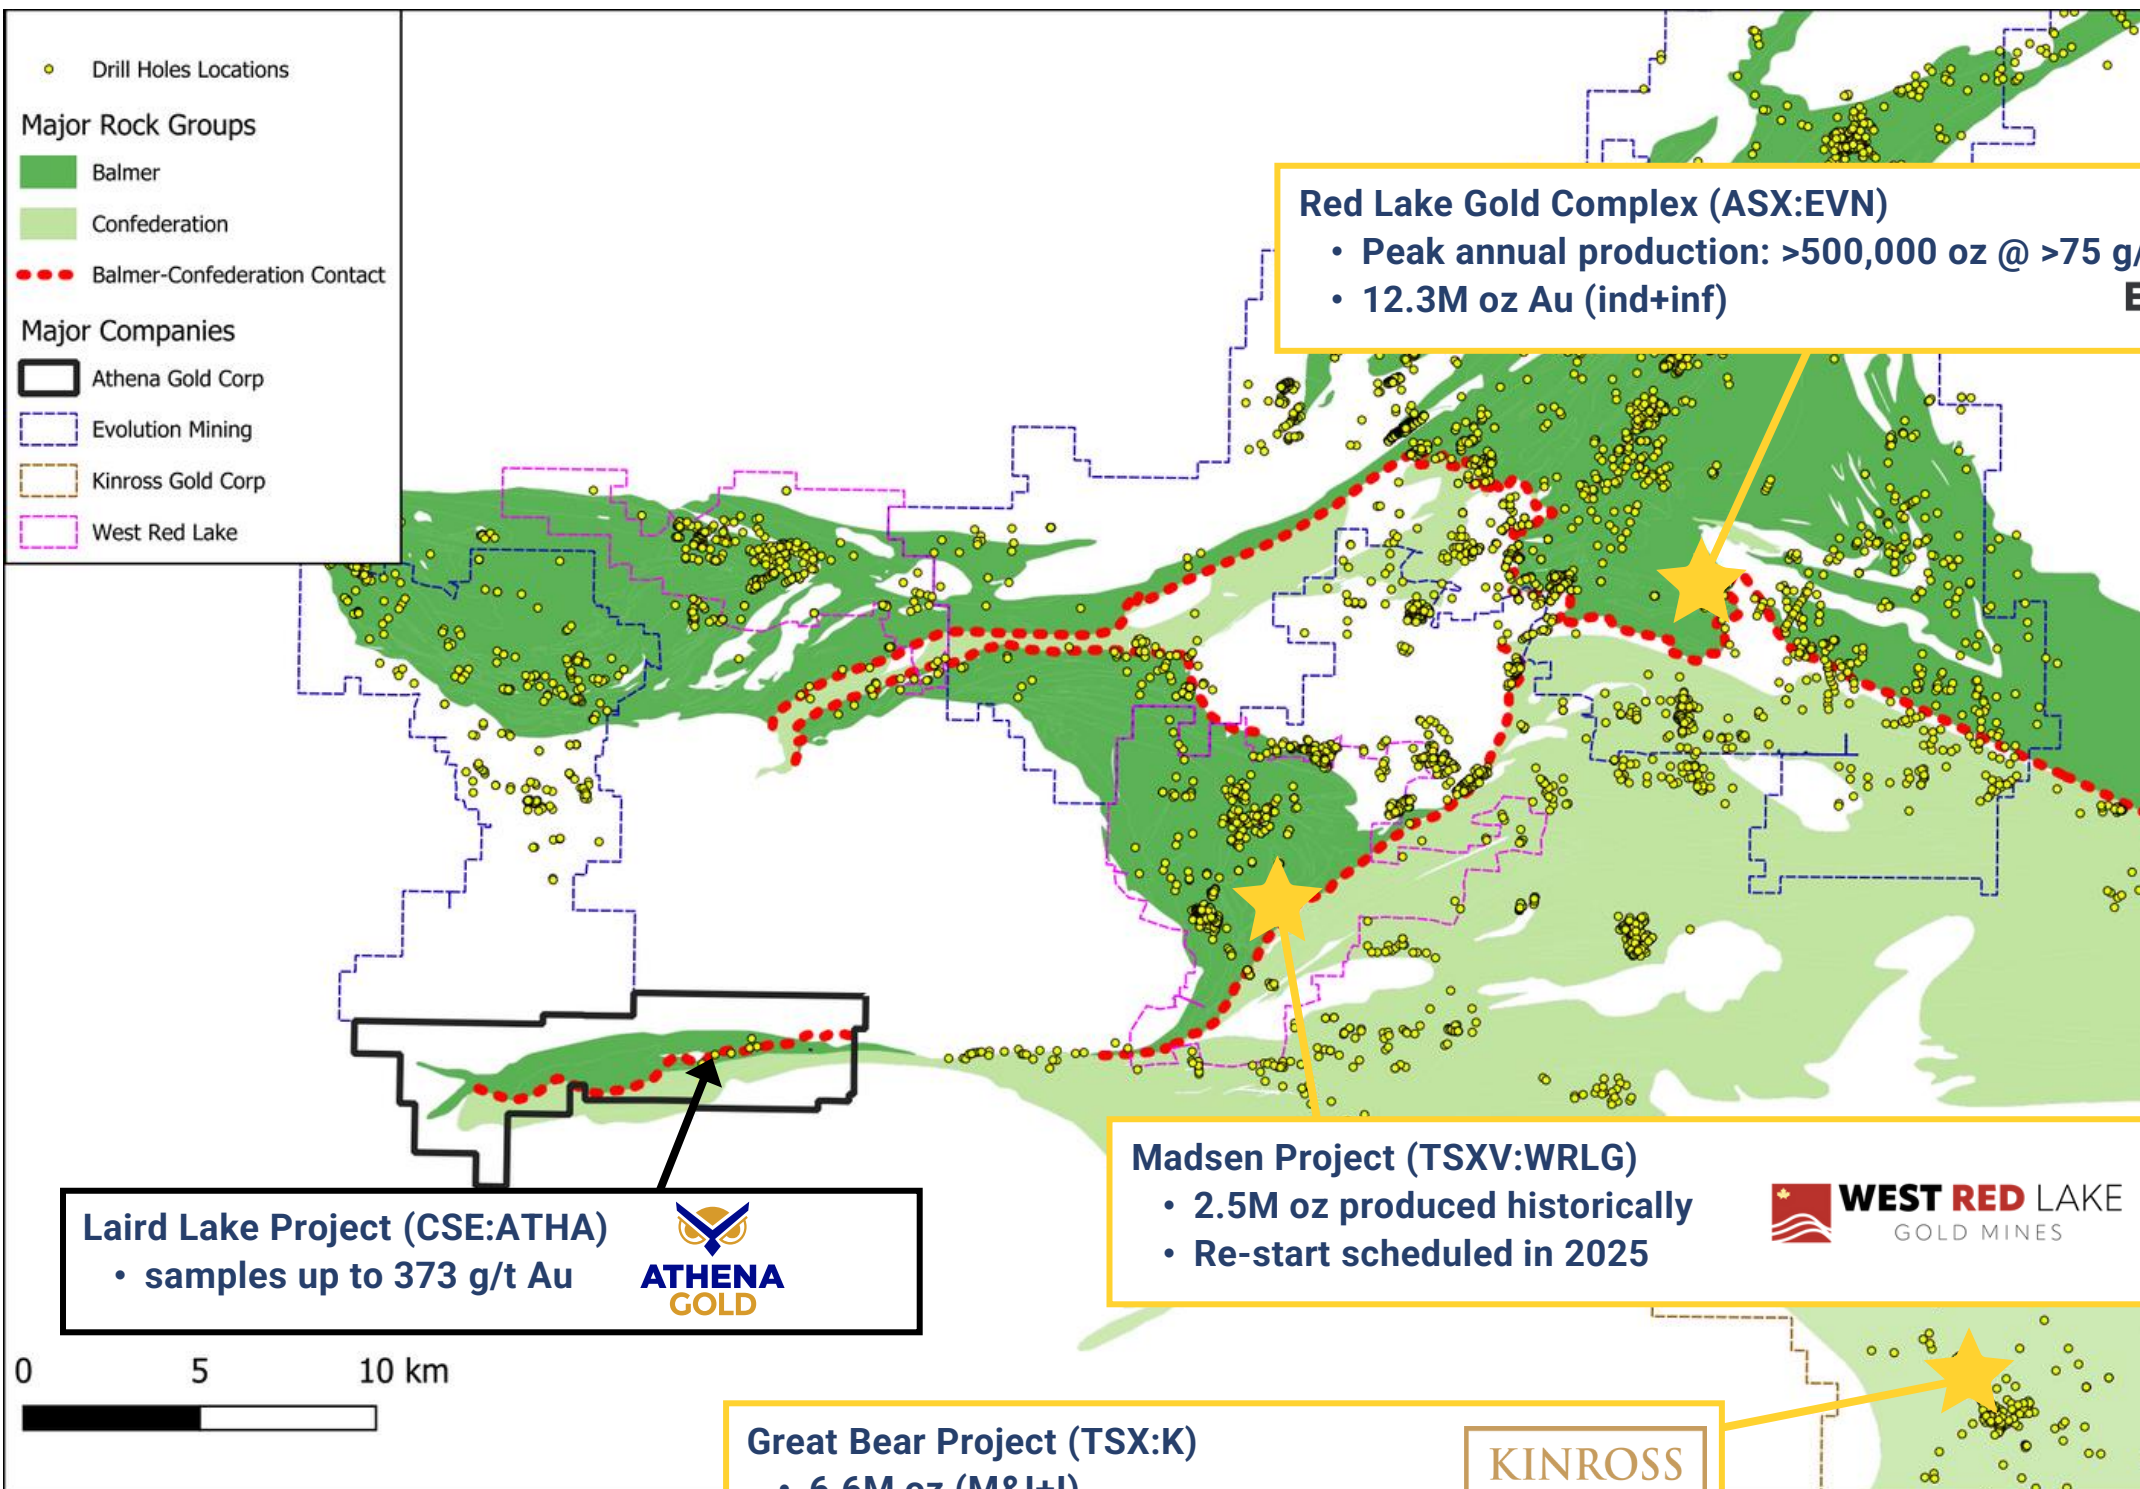 Drill Holes Locations
Major Rock Groups
Balmer
Confederation
Balmer-Confederation Contact
Major Companies
Athena Gold Corp
Evolution Mining
Kinross Gold Corp
West Red Lake
Red Lake Gold Complex (ASX:EVN)
• Peak annual production: >500,000 oz @ >75 g/
• 12.3M oz Au (ind+inf)
E
Madsen Project (TSXV:WRLG)
• 2.5M oz produced historically
• Re-start scheduled in 2025
WEST RED LAKE
GOLD MINES
Laird Lake Project (CSE:ATHA)
• samples up to 373 g/t Au
ATHENA
GOLD
0 5 10 km
Great Bear Project (TSX:K)
• 6.6M oz (M&I+I)
KINROSS